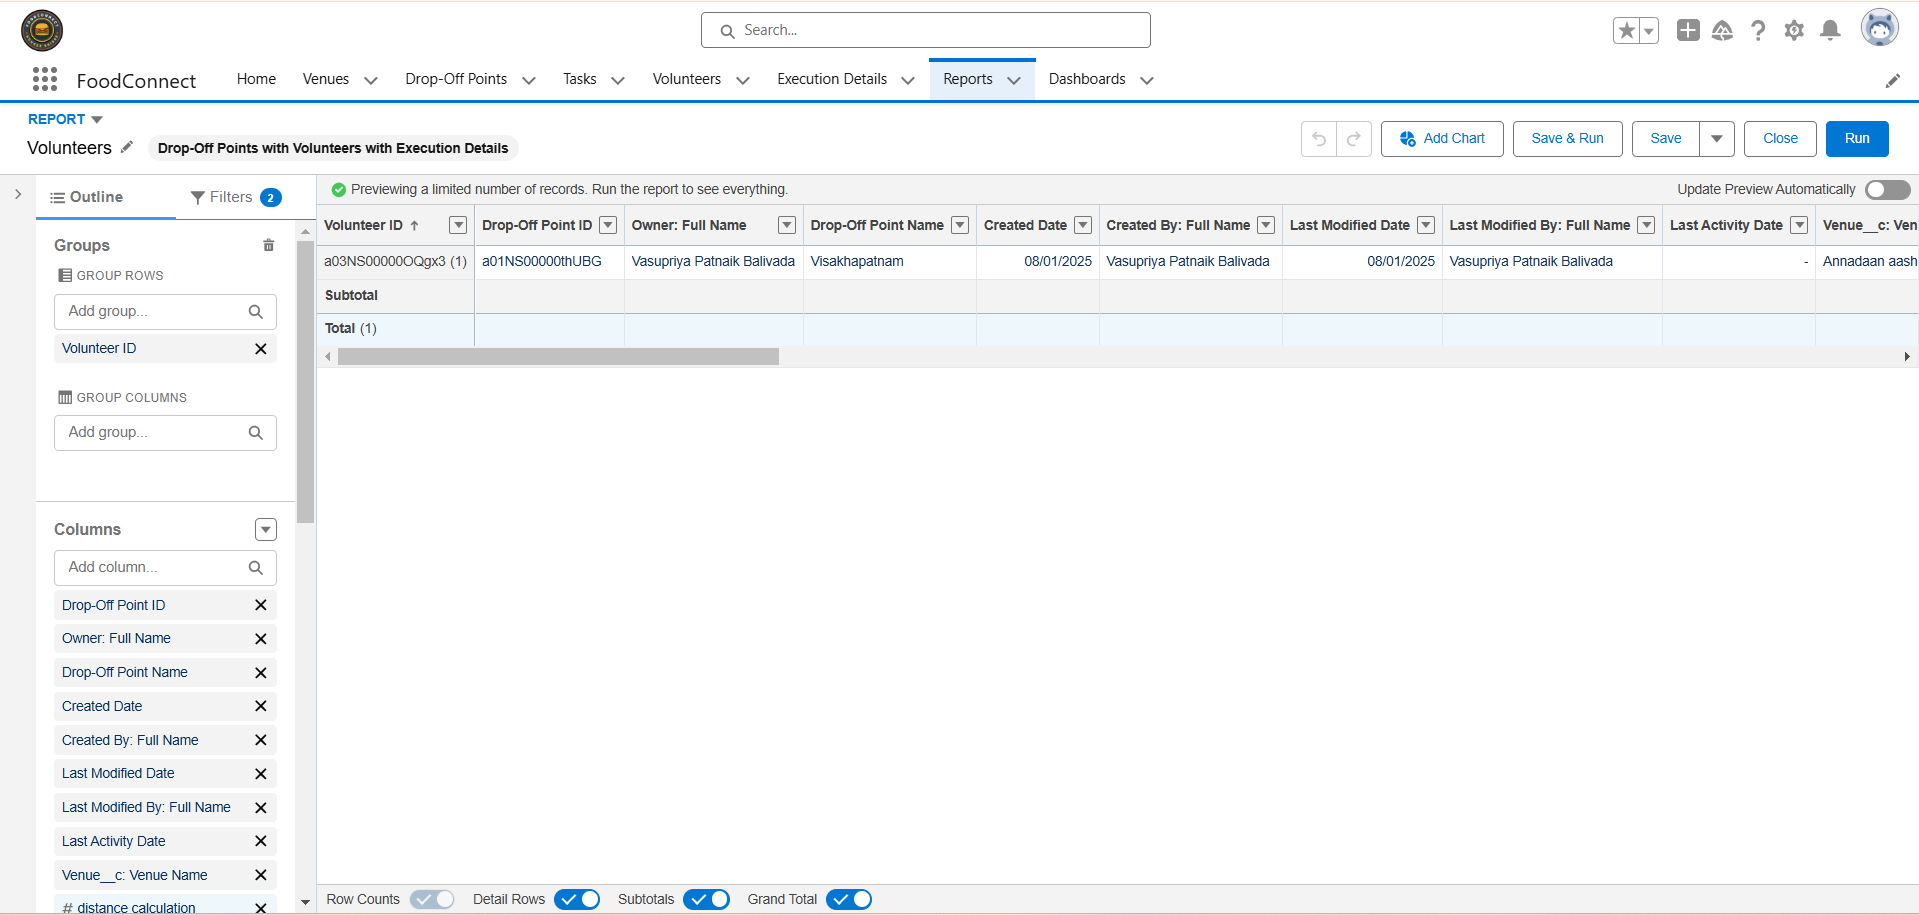 Search...
FoodConnect
Home
Venues
Drop-Off Points
Tasks
Volunteers
Execution Details
Reports
Dashboards
REPORT
Volunteers
Drop-Off Points with Volunteers with Execution Details
Add Chart
Save & Run
Save
Close
Run
Outline
Filters 2
Previewing a limited number of records. Run the report to see everything.
Update Preview Automatically
Groups
GROUP ROWS
Add group...
Volunteer ID
GROUP COLUMNS
Add group...
Columns
Add column...
Drop-Off Point ID
Owner: Full Name
Drop-Off Point Name
Created Date
Created By: Full Name
Last Modified Date
Last Modified By: Full Name
Last Activity Date
Venue__c: Venue Name
# distance calculation
Volunteer ID ↑ Drop-Off Point ID Owner: Full Name Drop-Off Point Name Created Date Created By: Full Name Last Modified Date Last Modified By: Full Name Last Activity Date Venue__c: Ven
a03NS00000OQgx3 (1) a01NS00000thUBG Vasupriya Patnaik Balivada Visakhapatnam 08/01/2025 Vasupriya Patnaik Balivada 08/01/2025 Vasupriya Patnaik Balivada - Annadaan aash
Subtotal
Total (1)
Row Counts
Detail Rows
Subtotals
Grand Total